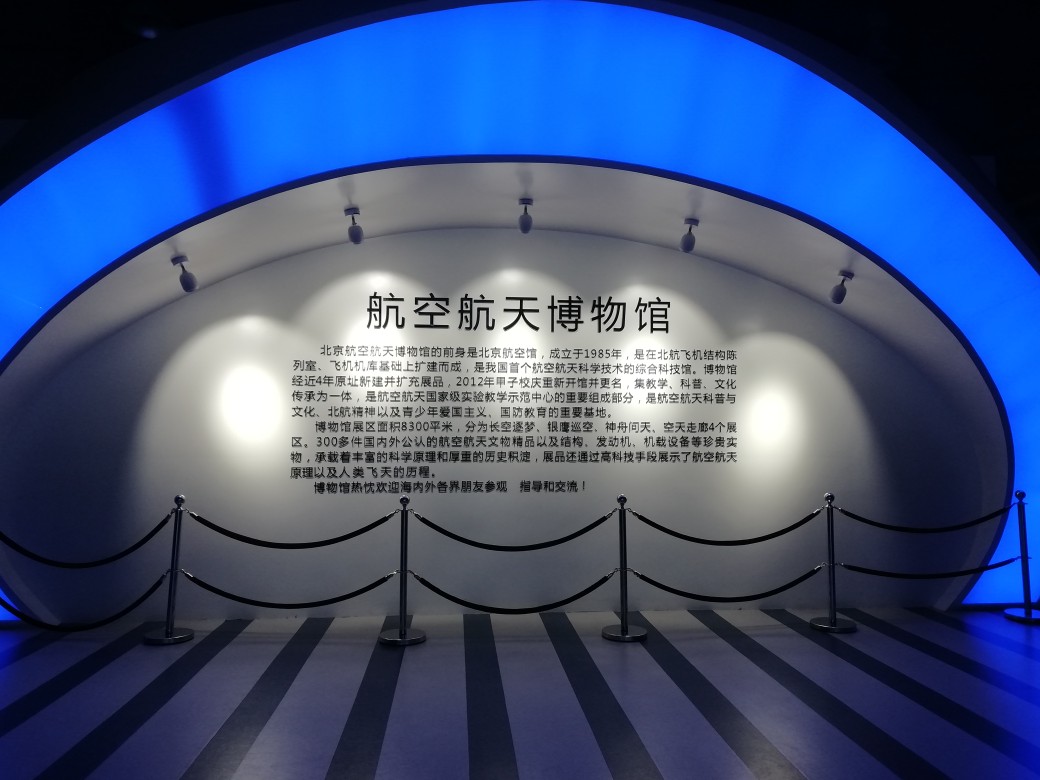 航空航天博物馆
北京航空航天博物馆的前身是北京航空馆，成立于1985年，是在北航飞机结构陈
列室、飞机机库基础上扩建而成，是我国首个航空航天科学技术的综合科技馆。博物馆
经近4年原址新建并扩充展品，2012年甲子校庆重新开馆并更名，集教学、科普、文化
传承为一体，是航空航天国家级实验教学示范中心的重要组成部分，是航空航天科普与
文化、北航精神以及青少年爱国主义、国防教育的重要基地。
博物馆展区面积8300平米，分为长空逐梦、银鹰巡空、神舟问天、空天走廊4个展
区。300多件国内外公认的航空航天文物精品以及结构、发动机、机载设备等珍贵实
物，承载着丰富的科学原理和厚重的历史积淀，展品还通过高科技手段展示了航空航天
原理以及人类飞天的历程。
博物馆热忱欢迎海内外各界朋友参观　指导和交流！